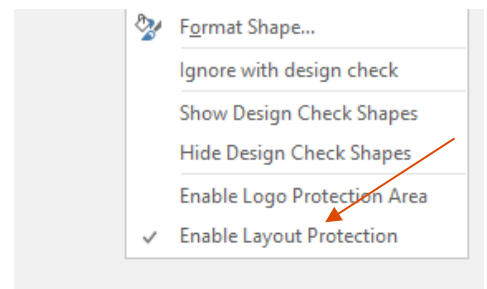 Format Shape...
Ignore with design check
Show Design Check Shapes
Hide Design Check Shapes
Enable Logo Protection Area
Enable Layout Protection